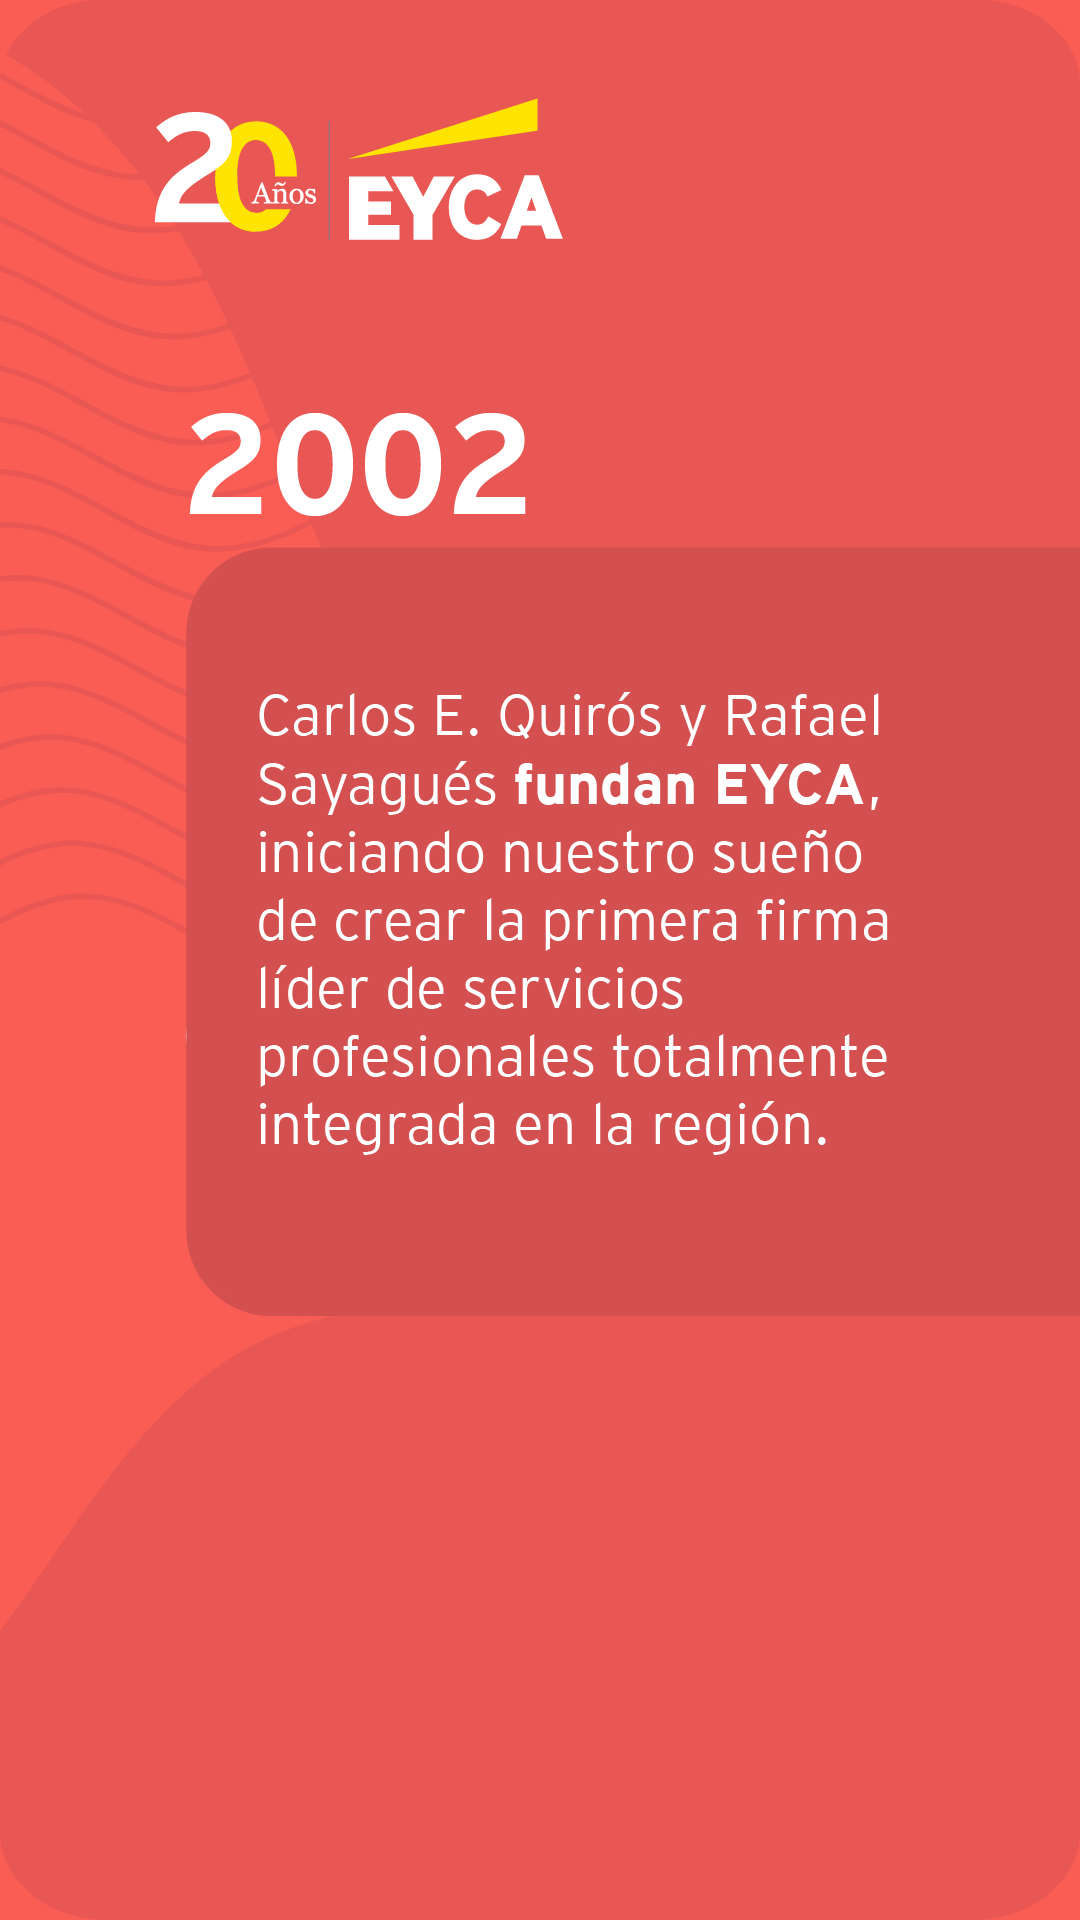 20 Años
EYCA
2002
Carlos E. Quirós y Rafael
Sayagués fundan EYCA,
iniciando nuestro sueño
de crear la primera firma
líder de servicios
profesionales totalmente
integrada en la región.